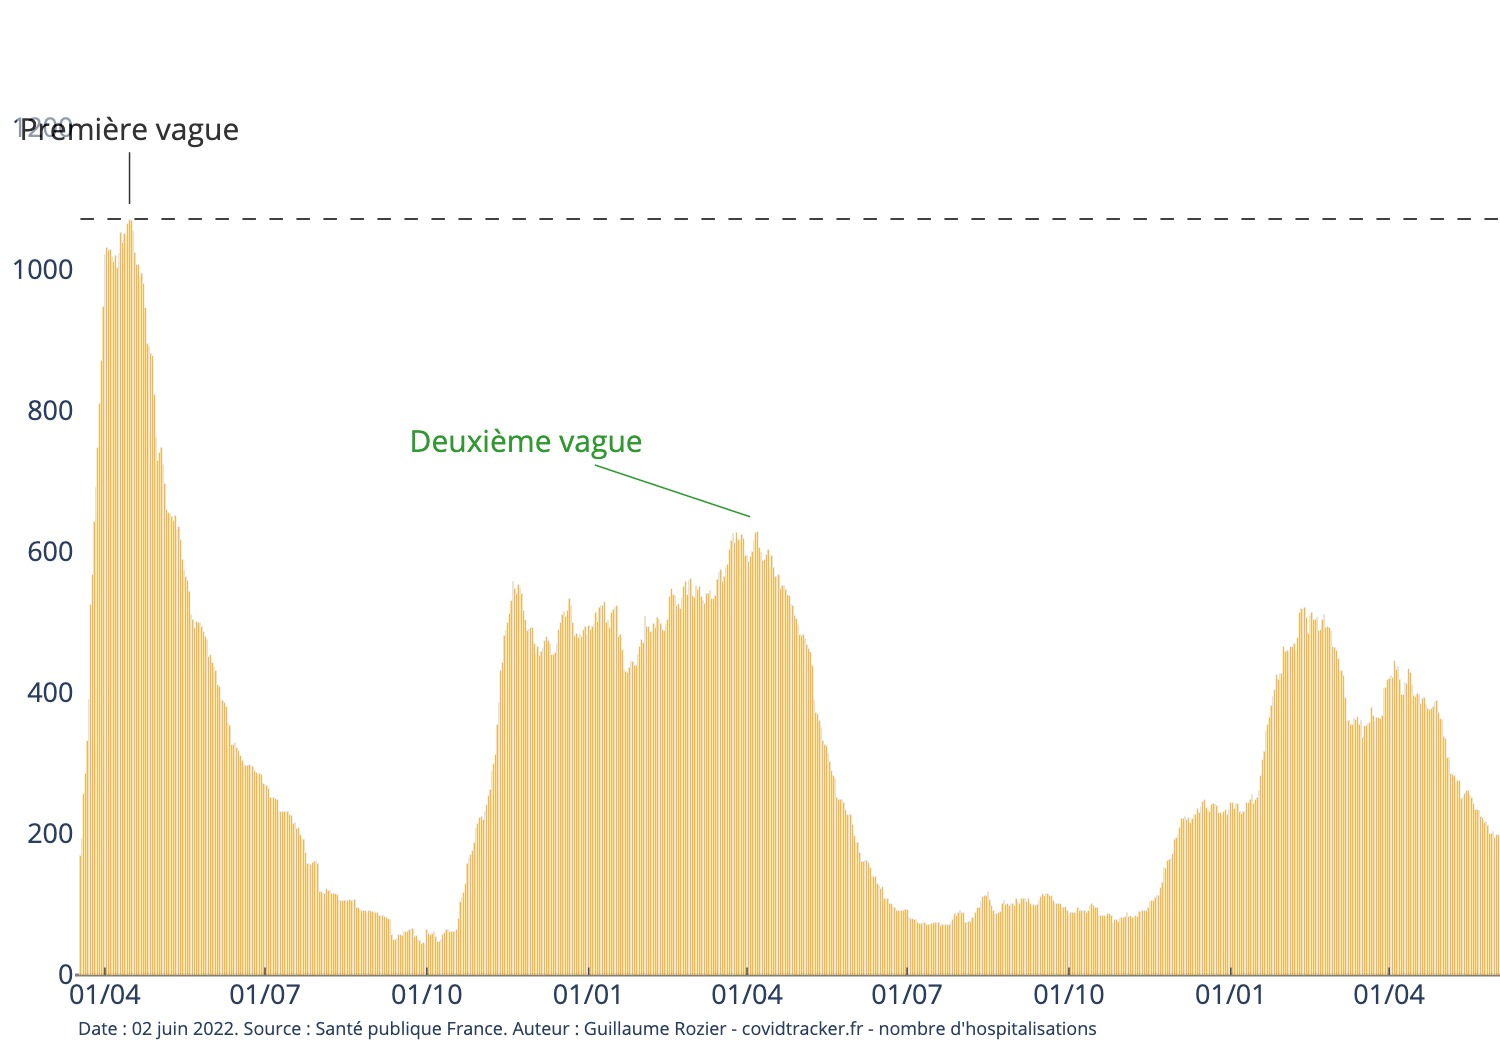 1200
Première vague
1000
800
Deuxième vague
600
400
200
0
01/04 01/07 01/10 01/01 01/04 01/07 01/10 01/01 01/04
Date : 02 juin 2022. Source : Santé publique France. Auteur : Guillaume Rozier - covidtracker.fr - nombre d'hospitalisations